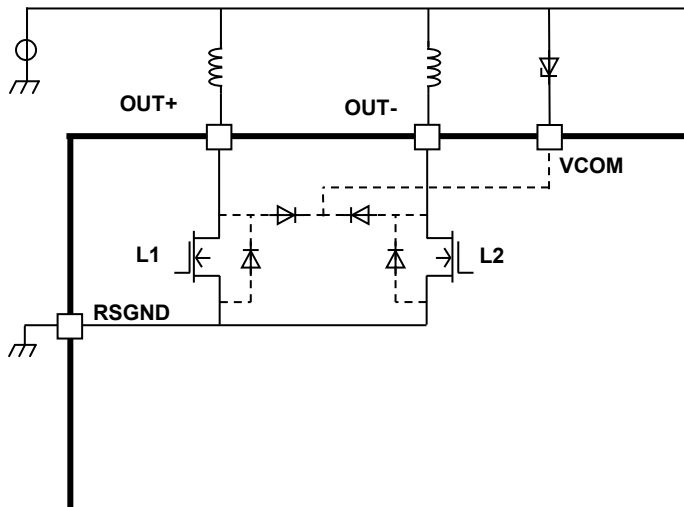 OUT+
OUT-
VCOM
L1
L2
RSGND